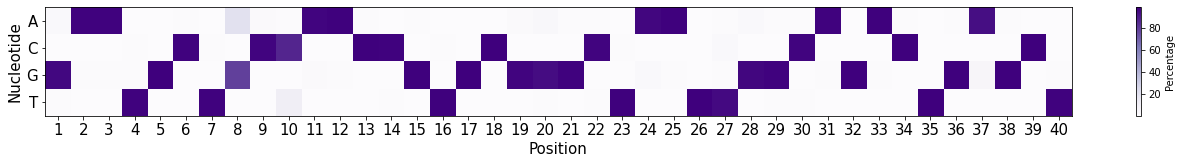 A
C
G
T
Nucleotide
1 2 3 4 5 6 7 8 9 10 11 12 13 14 15 16 17 18 19 20 21 22 23 24 25 26 27 28 29 30 31 32 33 34 35 36 37 38 39 40
Position
80
60
40
20
Percentage